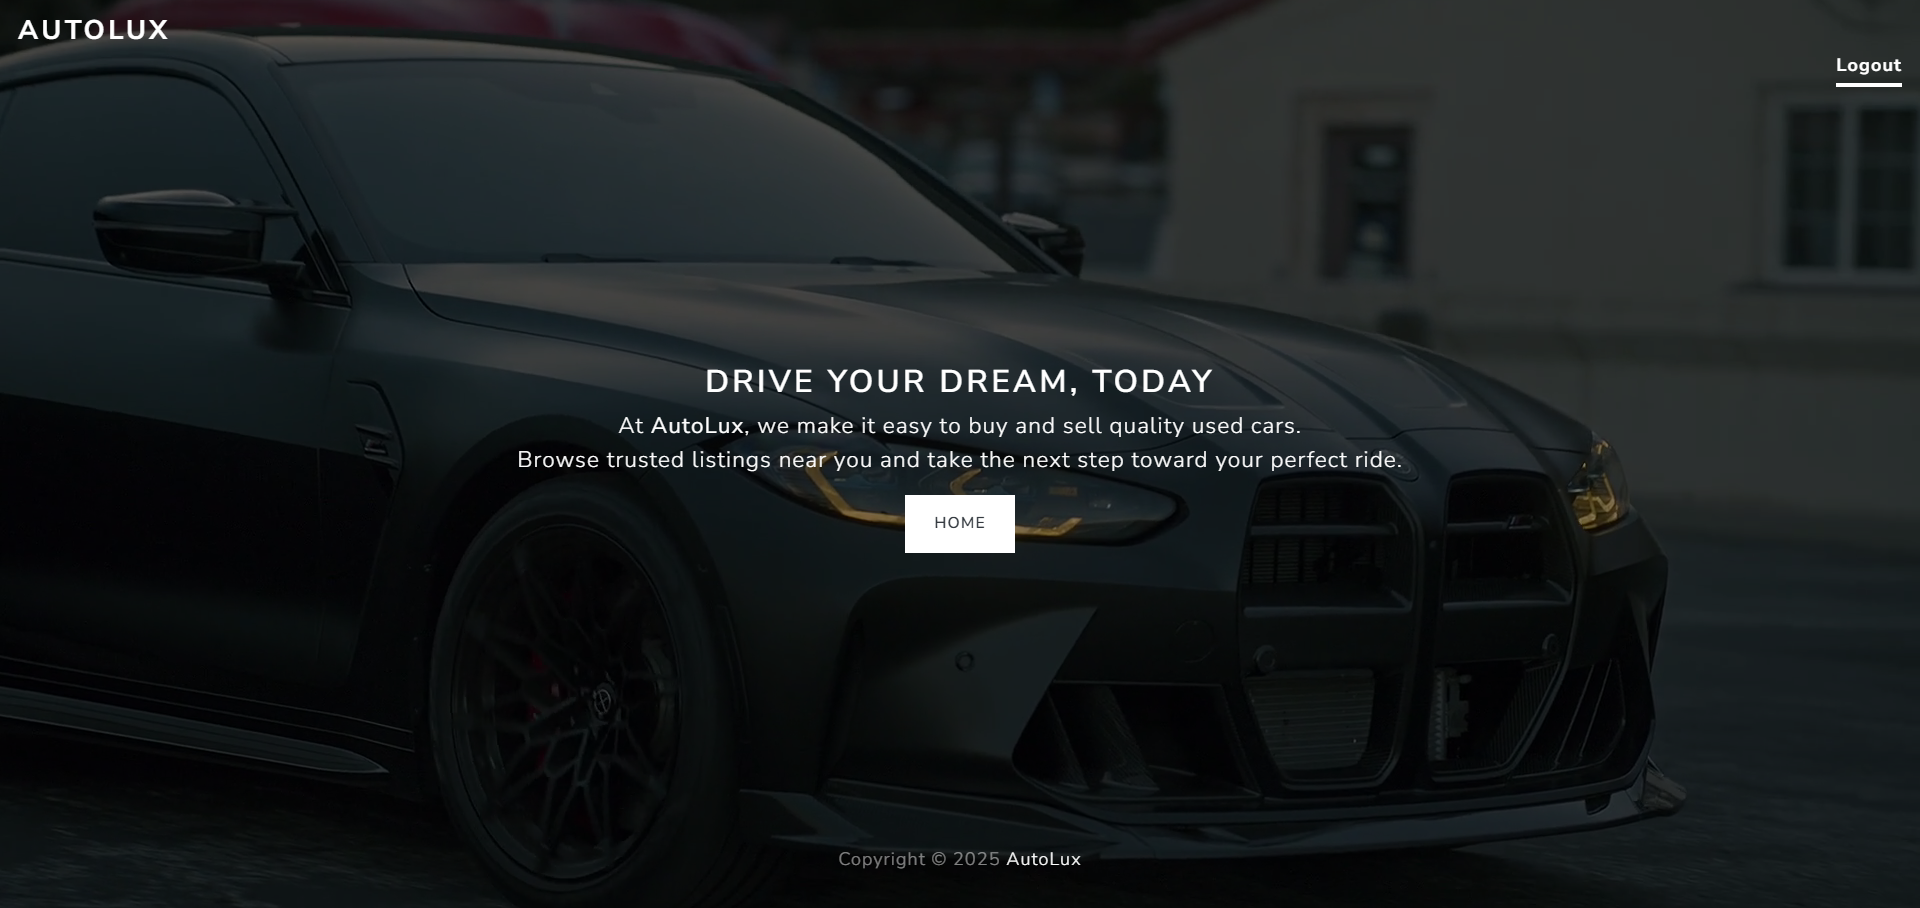 AUTOLUX
Logout
DRIVE YOUR DREAM, TODAY
At AutoLux, we make it easy to buy and sell quality used cars.
Browse trusted listings near you and take the next step toward your perfect ride.
HOME
Copyright © 2025 AutoLux